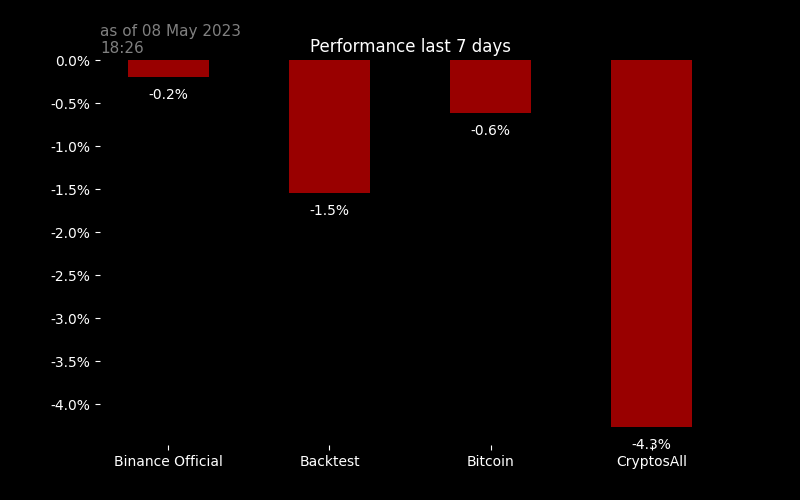 as of 08 May 2023
18:26
Performance last 7 days
0.0%
-0.5%
-1.0%
-1.5%
-2.0%
-2.5%
-3.0%
-3.5%
-4.0%
-0.2%
-1.5%
-0.6%
-4.3%
Binance Official
Backtest
Bitcoin
CryptosAll